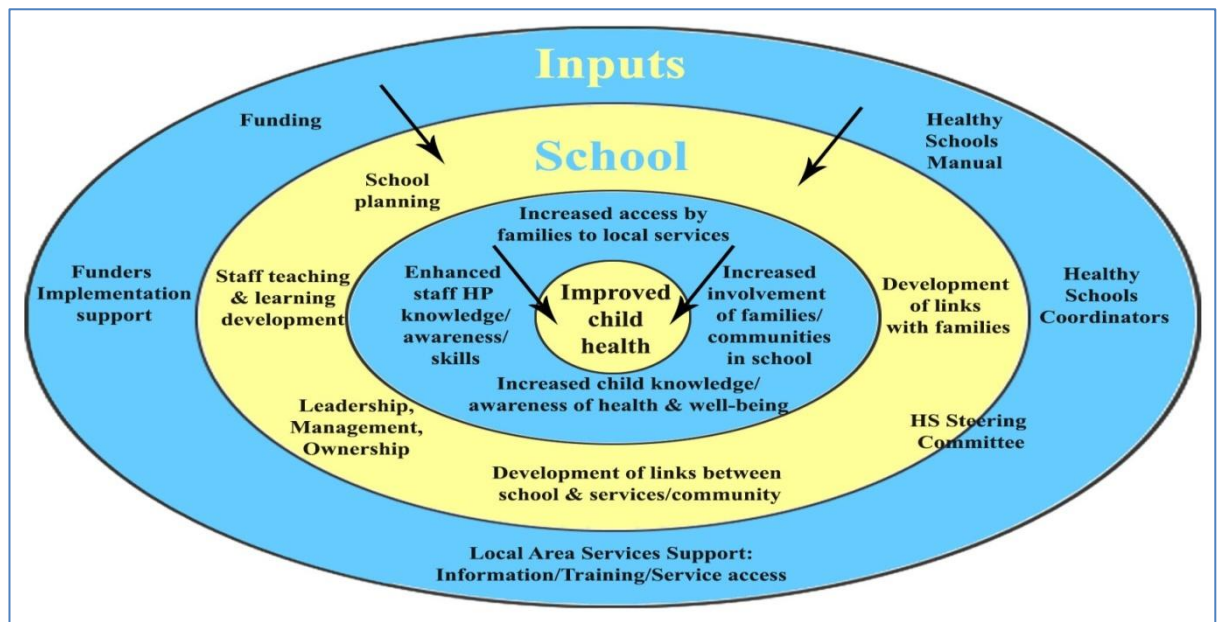 Inputs
Funding
Healthy
Schools
Manual
School
School
planning
Increased access by
families to local services
Funders
Implementation
support
Staff teaching
& learning
development
Enhanced
staff HP
knowledge/
awareness/
skills
Improved
child
health
Increased
involvement
of families/
communities
in school
Development
of links
with families
Healthy
Schools
Coordinators
Increased child knowledge/
awareness of health & well-being
Leadership,
Management,
Ownership
HS Steering
Committee
Development of links between
school & services/community
Local Area Services Support:
Information/Training/Service access